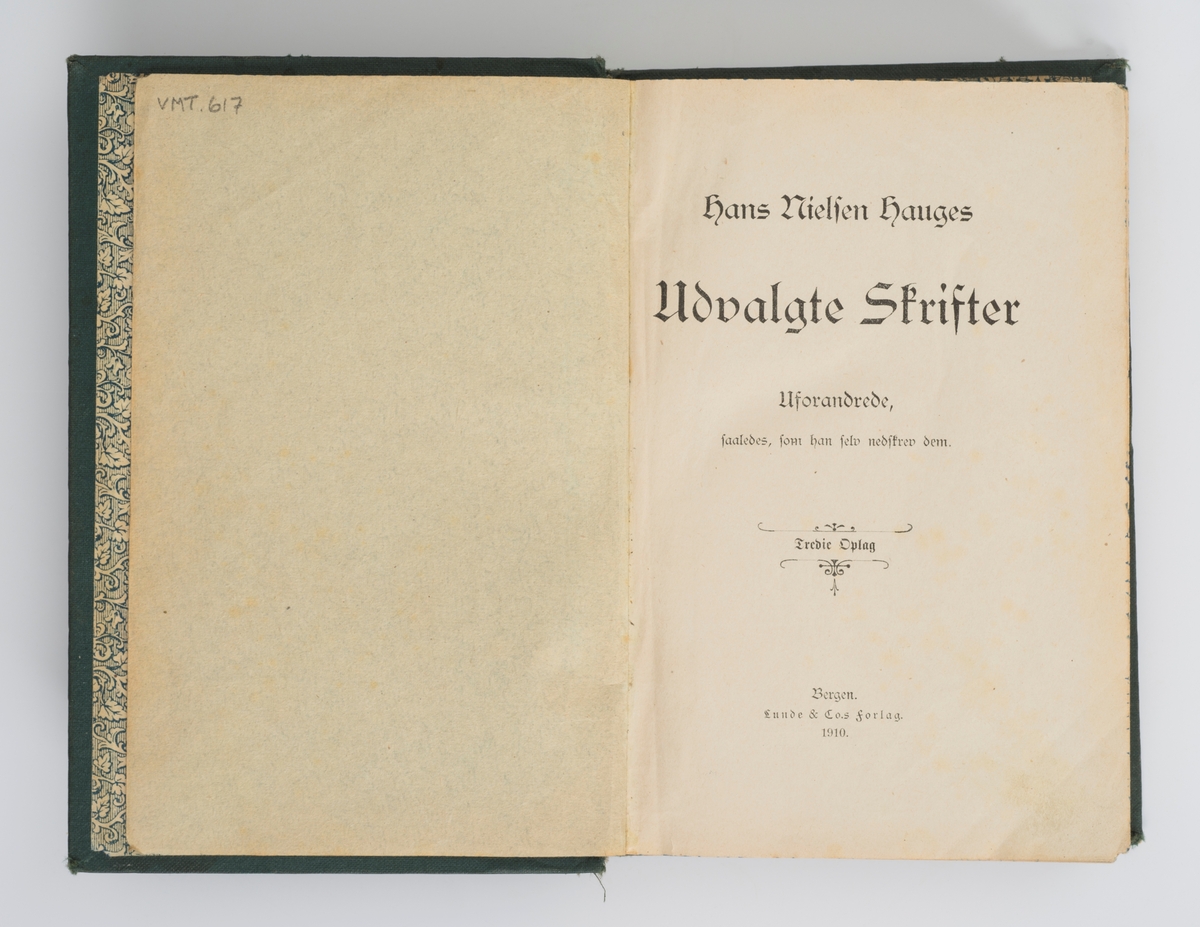 VMT.617
Hans Nielsen Hauges
Udvalgte Skrifter
Uforandrede,
saaledes, som han selv nedskrev dem.
Tredie Oplag
Bergen.
Lunde & Co.s Forlag.
1910.